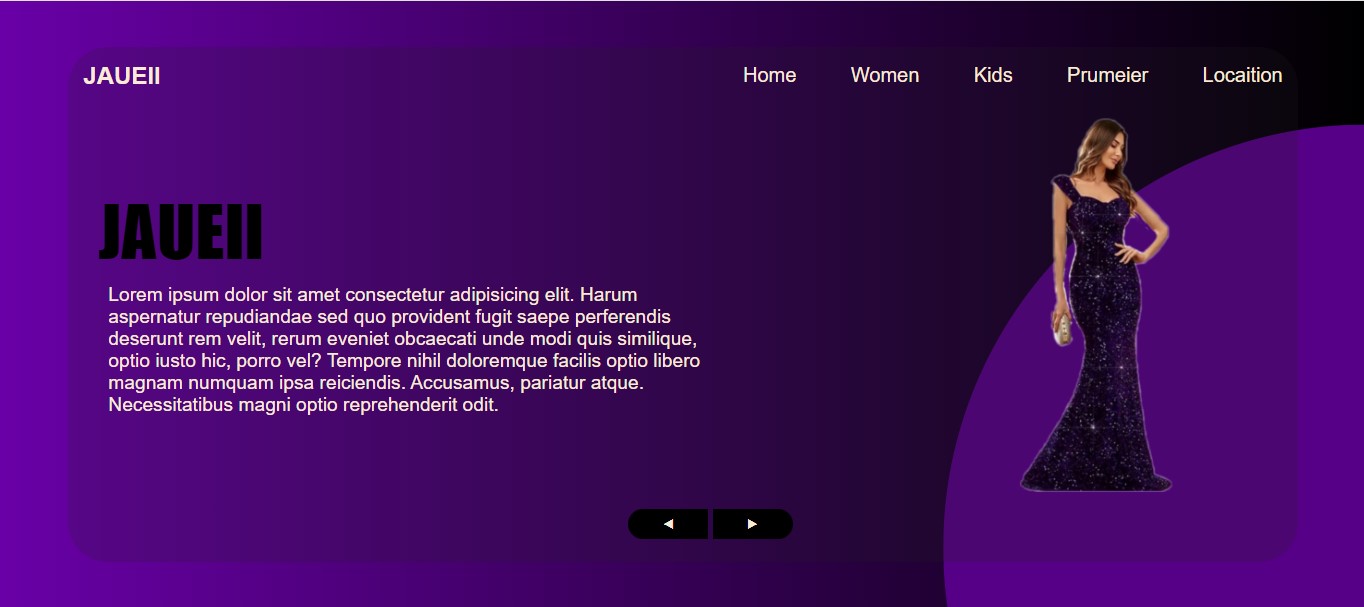 JAUEII
Home Women Kids Prumeier Locaition
JAUEII
Lorem ipsum dolor sit amet consectetur adipisicing elit. Harum
aspernatur repudiandae sed quo provident fugit saepe perferendis
deserunt rem velit, rerum eveniet obcaecati unde modi quis similique,
optio iusto hic, porro vel? Tempore nihil doloremque facilis optio libero
magnam numquam ipsa reiciendis. Accusamus, pariatur atque.
Necessitatibus magni optio reprehenderit odit.